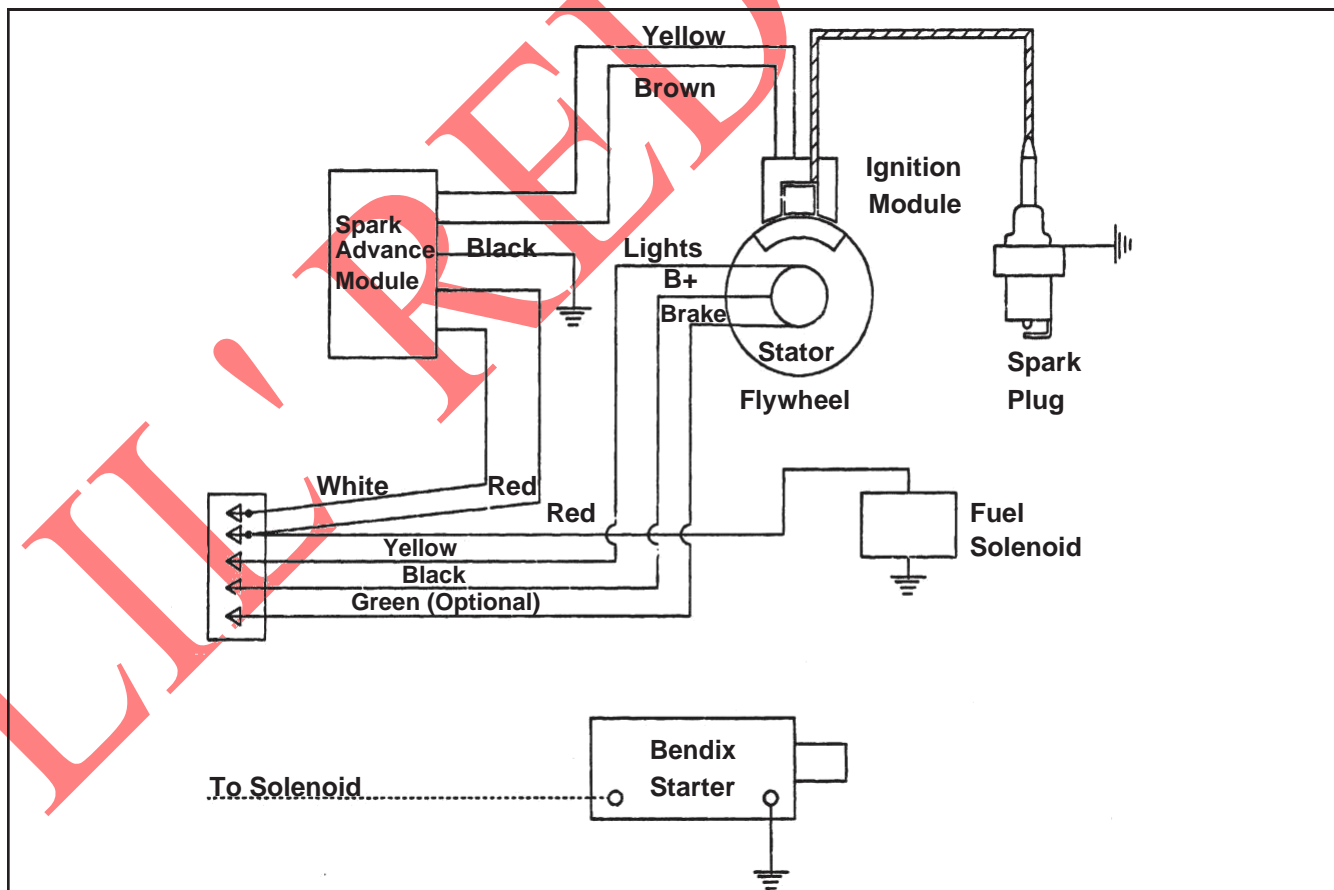 Yellow
Brown
Ignition
Module
Spark
Advance
Module
Black
Lights
B+
Brake
Stator
Flywheel
Spark
Plug
White
Red
Red
Yellow
Black
Green (Optional)
Fuel
Solenoid
Bendix
Starter
To Solenoid
LIL' RED